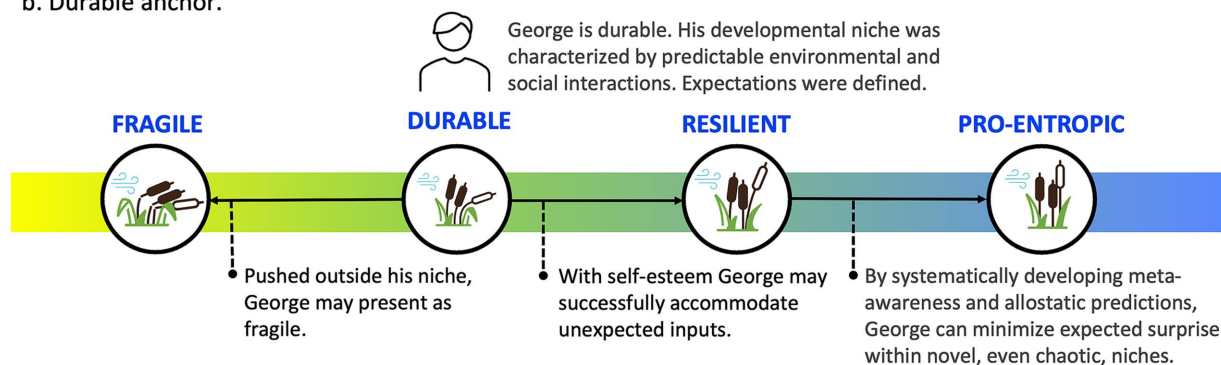 b. Durable anchor.
George is durable. His developmental niche was
characterized by predictable environmental and
social interactions. Expectations were defined.
FRAGILE
DURABLE
RESILIENT
PRO-ENTROPIC
Pushed outside his niche,
George may present as
fragile.
With self-esteem George may
successfully accommodate
unexpected inputs.
By systematically developing meta-
awareness and allostatic predictions,
George can minimize expected surprise
within novel, even chaotic, niches.